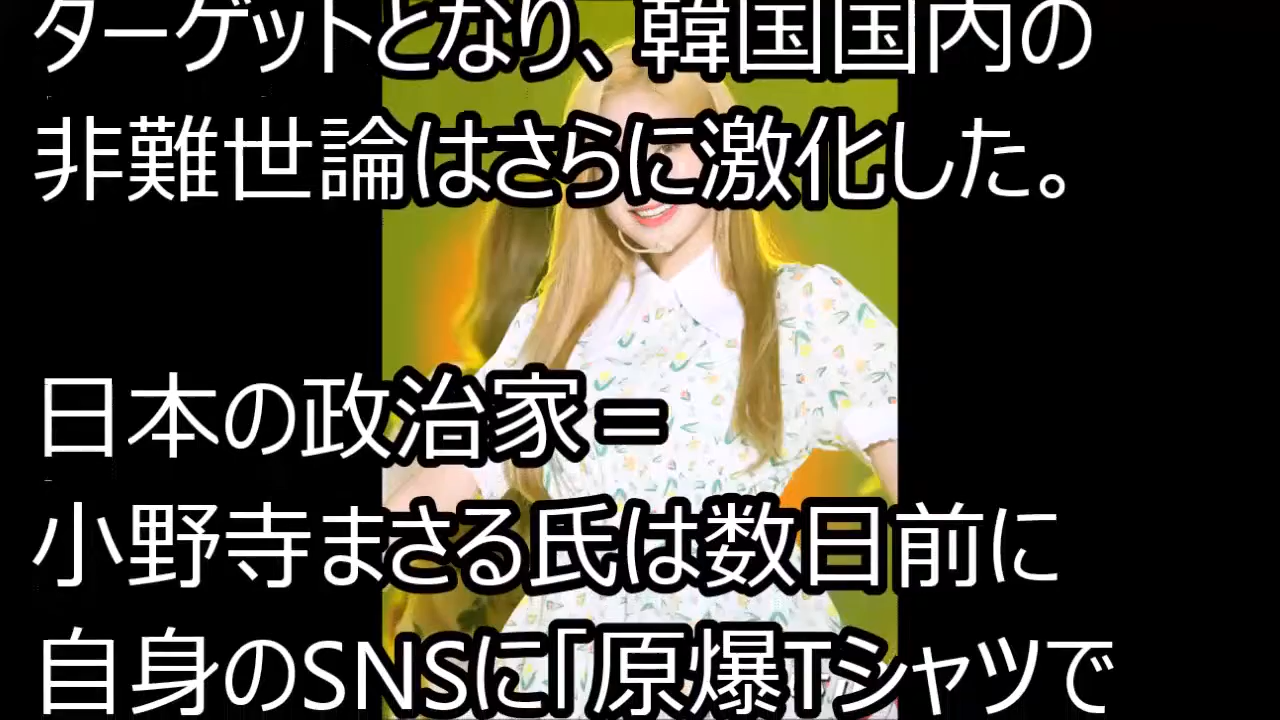 ターゲットとなり、韓国国内の
非難世論はさらに激化した。
日本の政治家＝
小野寺まさる氏は数日前に
自身のSNSに「原爆Tシャツで